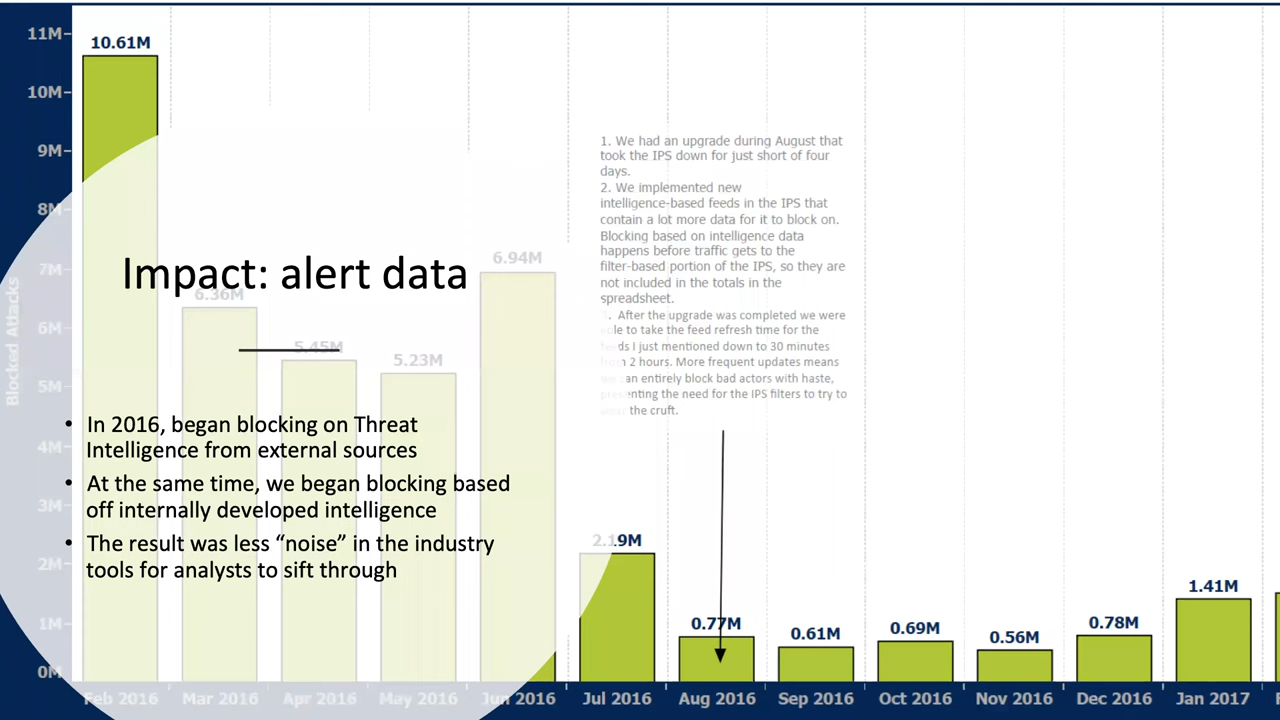 Impact: alert data
• In 2016, began blocking on Threat
Intelligence from external sources
• At the same time, we began blocking based
off internally developed intelligence
• The result was less “noise” in the industry
tools for analysts to sift through
1. We had an upgrade during August that
took the IPS down for just short of four
days.
2. We implemented new
intelligence-based feeds in the IPS that
contain a lot more data for it to block on.
Blocking based on intelligence data
happens before traffic gets to the
filter-based portion of the IPS, so they are
not included in the totals in the
spreadsheet.
. After the upgrade was completed we were
able to take the feed refresh time for the
feeds I just mentioned down to 30 minutes
from 2 hours. More frequent updates means
we can entirely block bad actors with haste,
preventing the need for the IPS filters to try to
the cruft.
Blocked Attacks
11M
10M
9M
8M
7M
6M
5M
4M
3M
2M
1M
0M
10.61M
6.36M
5.45M
5.23M
6.94M
2.19M
0.77M
0.61M
0.69M
0.56M
0.78M
1.41M
Feb 2016
Mar 2016
Apr 2016
May 2016
Jun 2016
Jul 2016
Aug 2016
Sep 2016
Oct 2016
Nov 2016
Dec 2016
Jan 2017